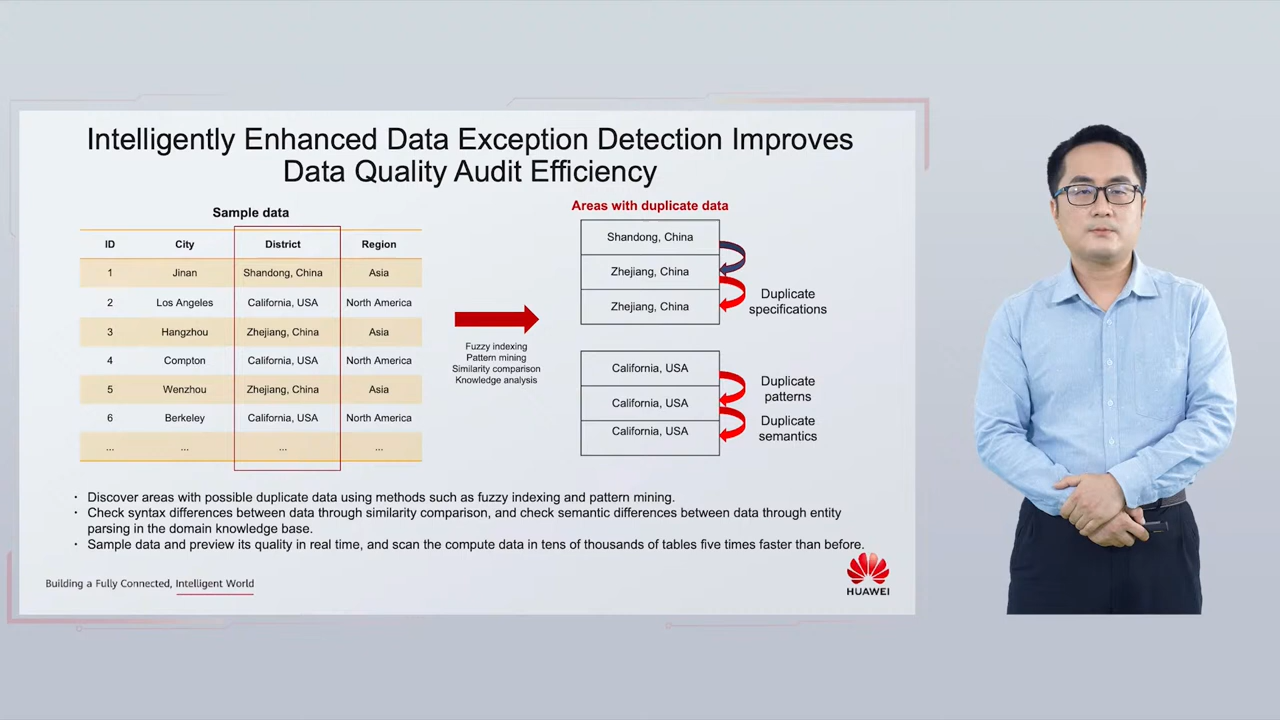 Intelligently Enhanced Data Exception Detection Improves
Data Quality Audit Efficiency
Sample data
ID City District Region
1 Jinan Shandong, China Asia
2 Los Angeles California, USA North America
3 Hangzhou Zhejiang, China Asia
4 Compton California, USA North America
5 Wenzhou Zhejiang, China Asia
6 Berkeley California, USA North America
... ... ... ...
Fuzzy indexing
Pattern mining
Similarity comparison
Knowledge analysis
Areas with duplicate data
Shandong, China
Zhejiang, China
Zhejiang, China
Duplicate
specifications
California, USA
California, USA
California, USA
Duplicate
patterns
Duplicate
semantics
· Discover areas with possible duplicate data using methods such as fuzzy indexing and pattern mining.
· Check syntax differences between data through similarity comparison, and check semantic differences between data through entity
parsing in the domain knowledge base.
· Sample data and preview its quality in real time, and scan the compute data in tens of thousands of tables five times faster than before.
Building a Fully Connected, Intelligent World
HUAWEI